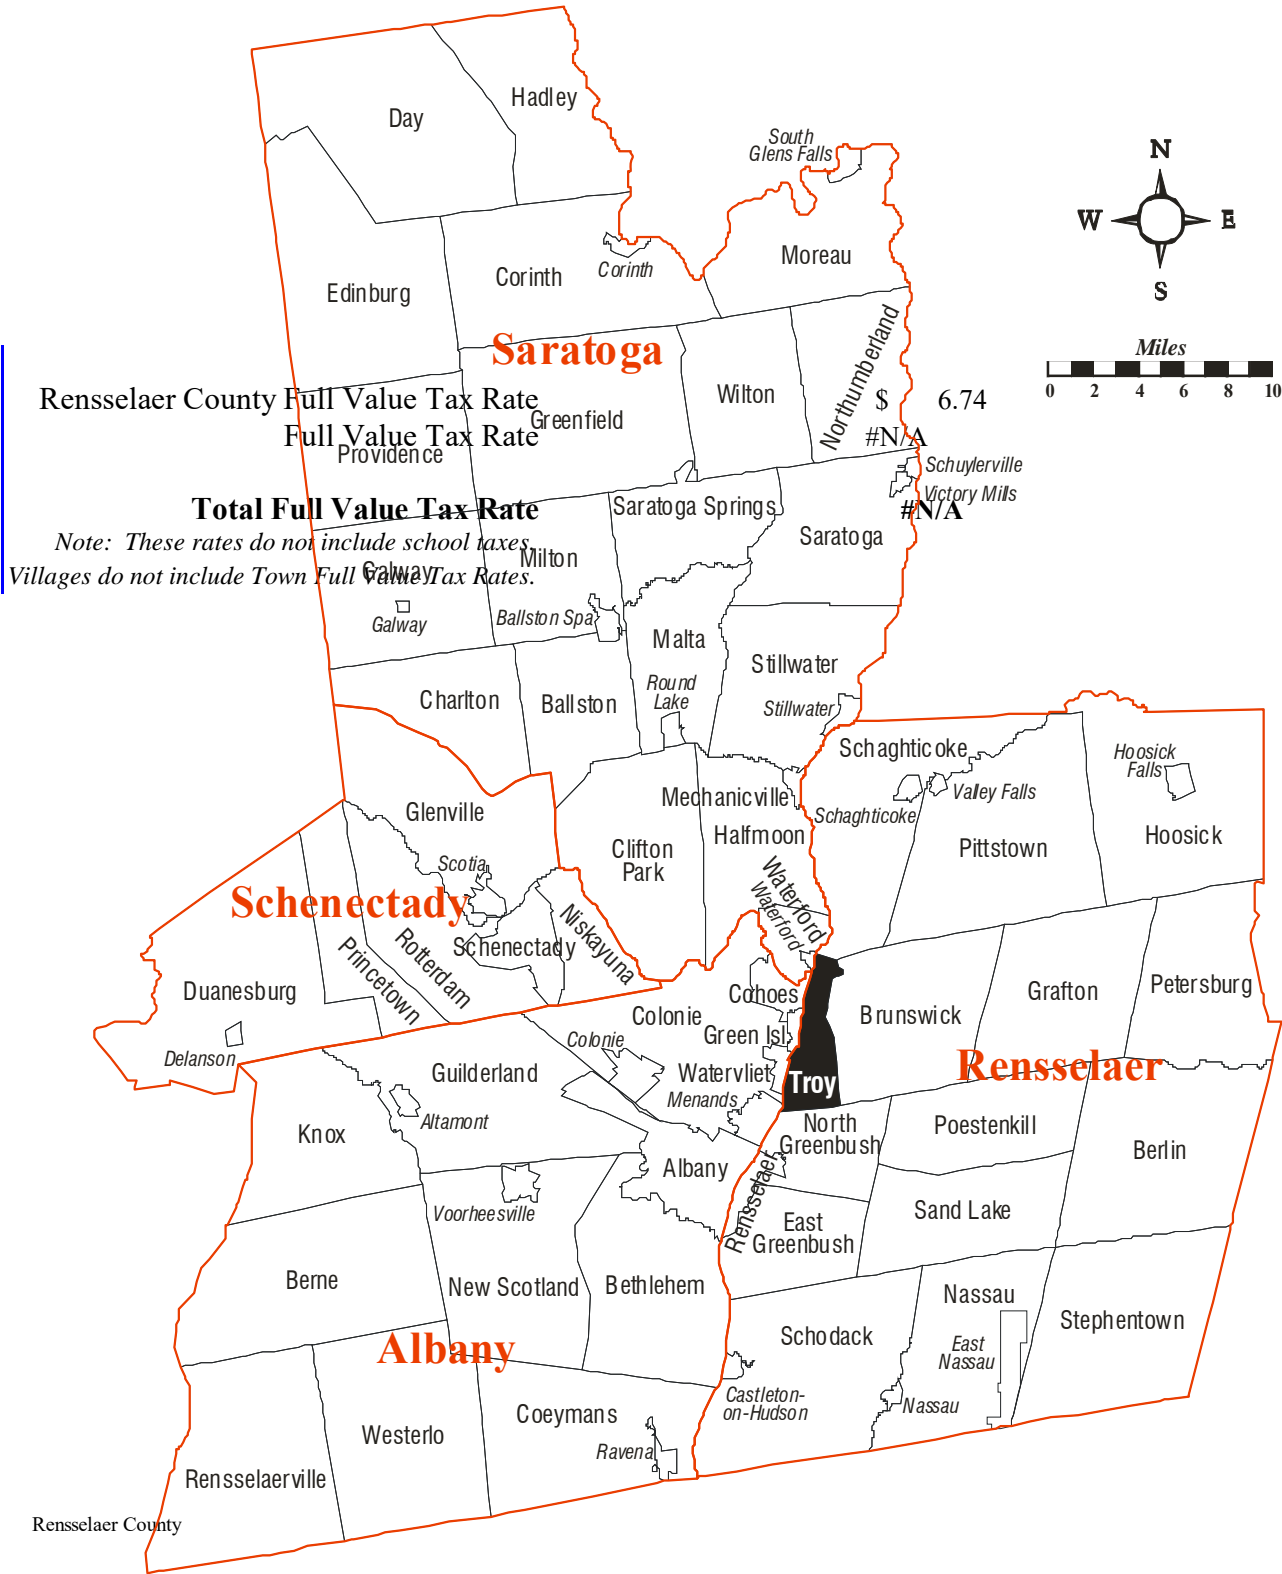 Hadley
Day
South
Glens Falls
N
W
E
S
Moreau
Corinth
Corinth
Edinburg
Northumberland
Saratoga
Miles
0 2 4 6 8 10
Wilton
Rensselaer County Full Value Tax Rate $ 6.74
Greenfield
Full Value Tax Rate #N/A
Providence
Schuylerville
Victory Mills
Saratoga Springs
Total Full Value Tax Rate #N/A
Saratoga
Note: These rates do not include school taxes.
Milton
Galway
Villages do not include Town Full Value Tax Rates.
Galway
Ballston Spa
Malta
Stillwater
Round
Lake
Charlton
Ballston
Stillwater
Schaghticoke
Hoosick
Falls
Valley Falls
Mechanicville
Glenville
Schaghticoke
Halfmoon
Hoosick
Clifton
Park
Pittstown
Scotia
Waterford
Waterford
Schenectady
Niskayuna
Schenectady
Rotterdam
Princetown
Duanesburg
Cohoes
Petersburg
Grafton
Colonie
Brunswick
Green Isl.
Colonie
Delanson
Rensselaer
Guilderland
Watervliet
Troy
Menands
Altamont
North
Greenbush
Poestenkill
Knox
Berlin
Albany
Rensselaer
Voorheesville
Sand Lake
East
Greenbush
Berne
New Scotland
Bethlehem
Nassau
Stephentown
Schodack
Albany
East
Nassau
Castleton-
on-Hudson
Nassau
Coeymans
Westerlo
Ravena
Rensselaerville
Rensselaer County